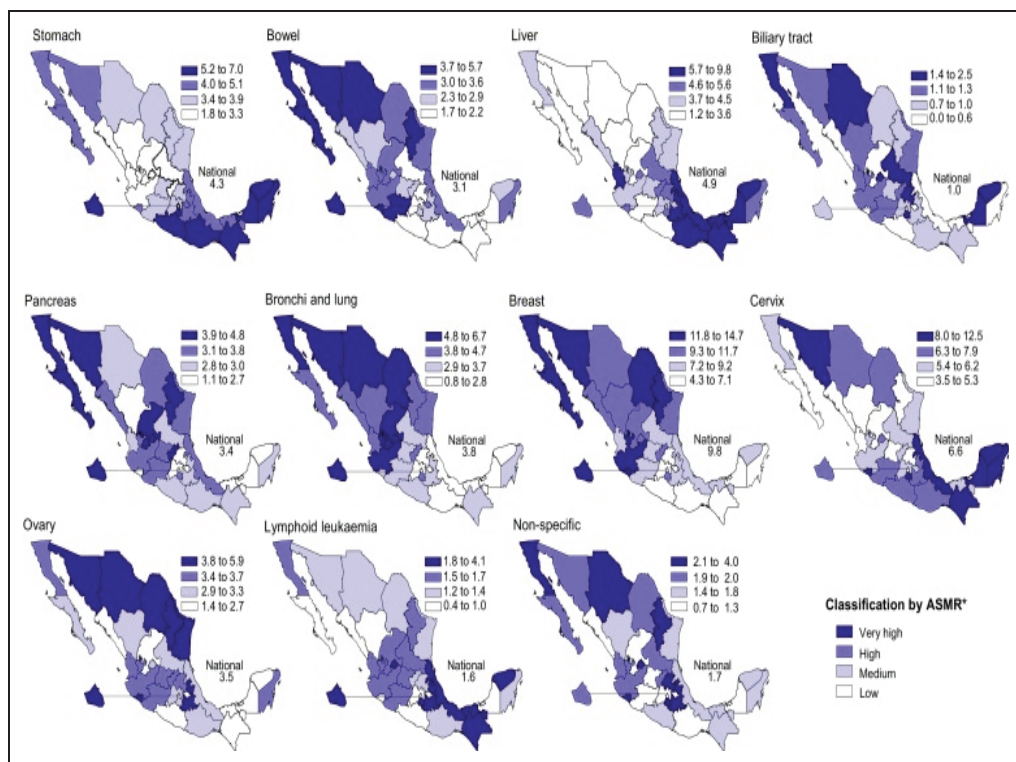 Stomach
5.2 to 7.0
4.0 to 5.1
3.4 to 3.9
1.8 to 3.3
National
4.3
Bowel
3.7 to 5.7
3.0 to 3.6
2.3 to 2.9
1.7 to 2.2
National
3.1
Liver
5.7 to 9.8
4.6 to 5.6
3.7 to 4.5
1.2 to 3.6
National
4.9
Biliary tract
1.4 to 2.5
1.1 to 1.3
0.7 to 1.0
0.0 to 0.6
National
1.0
Pancreas
3.9 to 4.8
3.1 to 3.8
2.8 to 3.0
1.1 to 2.7
National
3.4
Bronchi and lung
4.8 to 6.7
3.8 to 4.7
2.9 to 3.7
0.8 to 2.8
National
3.8
Breast
11.8 to 14.7
9.3 to 11.7
7.2 to 9.2
4.3 to 7.1
National
9.8
Cervix
8.0 to 12.5
6.3 to 7.9
5.4 to 6.2
3.5 to 5.3
National
6.6
Ovary
3.8 to 5.9
3.4 to 3.7
2.9 to 3.3
1.4 to 2.7
National
3.5
Lymphoid leukaemia
1.8 to 4.1
1.5 to 1.7
1.2 to 1.4
0.4 to 1.0
National
1.6
Non-specific
2.1 to 4.0
1.9 to 2.0
1.4 to 1.8
0.7 to 1.3
National
1.7
Classification by ASMR*
Very high
High
Medium
Low